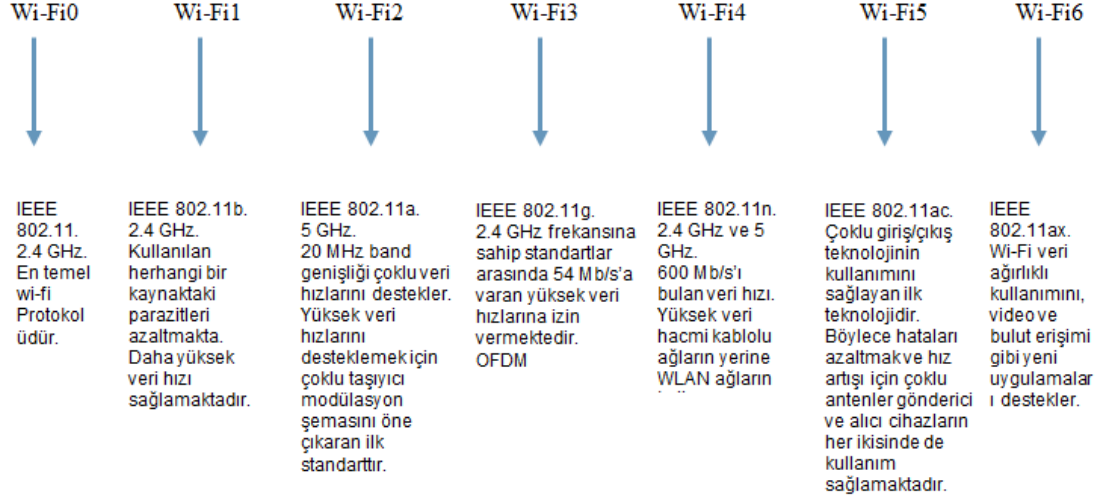 Wi-Fi0
Wi-Fi1
Wi-Fi2
Wi-Fi3
Wi-Fi4
Wi-Fi5
Wi-Fi6
IEEE
802.11.
2.4 GHz.
En temel
wi-fi
Protokol
üdür.
IEEE 802.11b.
2.4 GHz.
Kullanılan
herhangi bir
kaynaktaki
parazitleri
azaltmakta.
Daha yüksek
veri hızı
sağlamaktadır.
IEEE 802.11a.
5 GHz.
20 MHz band
genişliği çoklu veri
hızlarını destekler.
Yüksek veri
hızlarını
desteklemek için
çoklu taşıyıcı
modülasyon
şemasını öne
çıkaran ilk
standarttır.
IEEE 802.11g.
2.4 GHz frekansına
sahip standartlar
arasında 54 Mb/s'a
varan yüksek veri
hızlarına izin
vermektedir.
OFDM
IEEE 802.11n.
2.4 GHz ve 5
GHz.
600 Mb/s'ı
bulan veri hızı.
Yüksek veri
hacmi kablolu
ağların yerine
WLAN ağların
IEEE 802.11ac.
Çoklu giriş/çıkış
teknolojinin
kullanımını
sağlayan ilk
teknolojidir.
Böylece hataları
azaltmak ve hız
artışı için çoklu
antenler gönderici
ve alıcı cihazların
her ikisinde de
kullanım
sağlamaktadır.
IEEE
802.11ax.
Wi-Fi veri
ağırlıklı
kullanımını,
video ve
bulut erişimi
gibi yeni
uygulamalar
ı destekler.